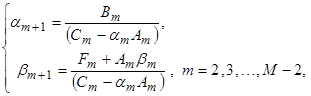 α_{m+1} = B_m / (C_m − α_m A_m),
β_{m+1} = (F_m + A_m β_m) / (C_m − α_m A_m), m = 2,3,…,M − 2,